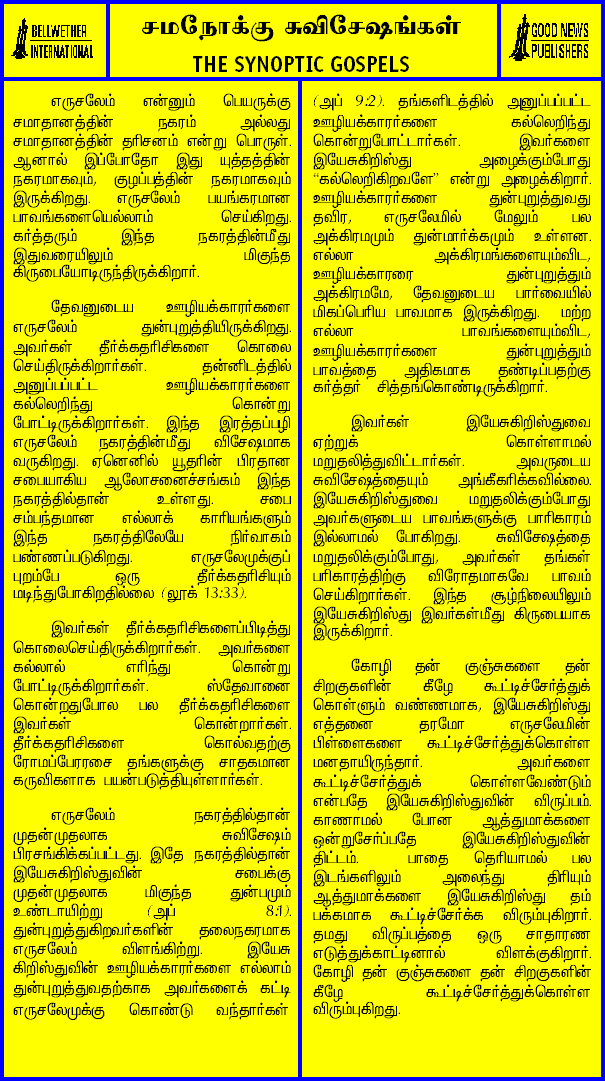 BELLWETHER
INTERNATIONAL
சமநோக்கு சுவிசேஷங்கள்
THE SYNOPTIC GOSPELS
GOOD NEWS
PUBLISHERS
எருசலேம் என்னும் பெயருக்கு
சமாதானத்தின் நகரம் அல்லது
சமாதானத்தின் தரிசனம் என்று பொருள்.
ஆனால் இப்போதோ இது யுத்தத்தின்
நகரமாகவும், குழப்பத்தின் நகரமாகவும்
இருக்கிறது. எருசலேம் பயங்கரமான
பாவங்களையெல்லாம் செய்கிறது.
கர்த்தரும் இந்த நகரத்தின்மீது
இதுவரையிலும் மிகுந்த
கிருபையோடிருந்திருக்கிறார்.
தேவனுடைய ஊழியக்காரர்களை
எருசலேம் துன்புறுத்தியிருக்கிறது.
அவர்கள் தீர்க்கதரிசிகளை கொலை
செய்திருக்கிறார்கள். தன்னிடத்தில்
அனுப்பப்பட்ட ஊழியக்காரர்களை
கல்லெறிந்து கொன்று
போட்டிருக்கிறார்கள். இந்த இரத்தப்பழி
எருசலேம் நகரத்தின்மீது விசேஷமாக
வருகிறது. ஏனெனில் யூதரின் பிரதான
சபையாகிய ஆலோசனைச்சங்கம் இந்த
நகரத்தில்தான் உள்ளது. சபை
சம்பந்தமான எல்லாக் காரியங்களும்
இந்த நகரத்திலேயே நிர்வாகம்
பண்ணப்படுகிறது. எருசலேமுக்குப்
புறம்பே ஒரு தீர்க்கதரிசியும்
மடிந்துபோகிறதில்லை (லூக் 13:33).
இவர்கள் தீர்க்கதரிசிகளைப்பிடித்து
கொலைசெய்திருக்கிறார்கள். அவர்களை
கல்லால் எரிந்து கொன்று
போட்டிருக்கிறார்கள். ஸ்தேவானை
கொன்றதுபோல பல தீர்க்கதரிசிகளை
இவர்கள் கொன்றார்கள்.
தீர்க்கதரிசிகளை கொல்வதற்கு
ரோமப்பேரரசை தங்களுக்கு சாதகமான
கருவிகளாக பயன்படுத்தியுள்ளார்கள்.
எருசலேம் நகரத்தில்தான்
முதன்முதலாக சுவிசேஷம்
பிரசங்கிக்கப்பட்டது. இதே நகரத்தில்தான்
இயேசுகிறிஸ்துவின் சபைக்கு
முதன்முதலாக மிகுந்த துன்பமும்
உண்டாயிற்று (அப் 8:1).
துன்புறுத்துகிறவர்களின் தலைநகரமாக
எருசலேம் விளங்கிற்று. இயேசு
கிறிஸ்துவின் ஊழியக்காரர்களை எல்லாம்
துன்புறுத்துவதற்காக அவர்களைக் கட்டி
எருசலேமுக்கு கொண்டு வந்தார்கள்
(அப் 9:2). தங்களிடத்தில் அனுப்பப்பட்ட
ஊழியக்காரர்களை கல்லெறிந்து
கொன்றுபோட்டார்கள். இவர்களை
இயேசுகிறிஸ்து அழைக்கும்போது
“கல்லெறிகிறவளே” என்று அழைக்கிறார்.
ஊழியக்காரர்களை துன்புறுத்துவது
தவிர, எருசலேமில் மேலும் பல
அக்கிரமமும் துன்மார்க்கமும் உள்ளன.
எல்லா அக்கிரமங்களையும்விட,
ஊழியக்காரரை துன்புறுத்தும்
அக்கிரமமே, தேவனுடைய பார்வையில்
மிகப்பெரிய பாவமாக இருக்கிறது. மற்ற
எல்லா பாவங்களையும்விட,
ஊழியக்காரர்களை துன்புறுத்தும்
பாவத்தை அதிகமாக தண்டிப்பதற்கு
கர்த்தர் சித்தங்கொண்டிருக்கிறார்.
இவர்கள் இயேசுகிறிஸ்துவை
ஏற்றுக் கொள்ளாமல்
மறுதலித்துவிட்டார்கள். அவருடைய
சுவிசேஷத்தையும் அங்கீகரிக்கவில்லை.
இயேசுகிறிஸ்துவை மறுதலிக்கும்போது
அவர்களுடைய பாவங்களுக்கு பாரிகாரம்
இல்லாமல் போகிறது. சுவிசேஷத்தை
மறுதலிக்கும்போது, அவர்கள் தங்கள்
பரிகாரத்திற்கு விரோதமாகவே பாவம்
செய்கிறார்கள். இந்த சூழ்நிலையிலும்
இயேசுகிறிஸ்து இவர்கள்மீது கிருபையாக
இருக்கிறார்.
கோழி தன் குஞ்சுகளை தன்
சிறகுகளின் கீழே கூட்டிச்சேர்த்துக்
கொள்ளும் வண்ணமாக, இயேசுகிறிஸ்து
எத்தனை தரமோ எருசலேமின்
பிள்ளைகளை கூட்டிச்சேர்த்துக்கொள்ள
மனதாயிருந்தார். அவர்களை
கூட்டிச்சேர்த்துக் கொள்ளவேண்டும்
என்பதே இயேசுகிறிஸ்துவின் விருப்பம்.
காணாமல் போன ஆத்துமாக்களை
ஒன்றுசேர்ப்பதே இயேசுகிறிஸ்துவின்
திட்டம். பாதை தெரியாமல் பல
இடங்களிலும் அலைந்து திரியும்
ஆத்துமாக்களை இயேசுகிறிஸ்து தம்
பக்கமாக கூட்டிச்சேர்க்க விரும்புகிறார்.
தமது விருப்பத்தை ஒரு சாதாரண
எடுத்துக்காட்டினால் விளக்குகிறார்.
கோழி தன் குஞ்சுகளை தன் சிறகுகளின்
கீழே கூட்டிச்சேர்த்துக்கொள்ள
விரும்புகிறது.